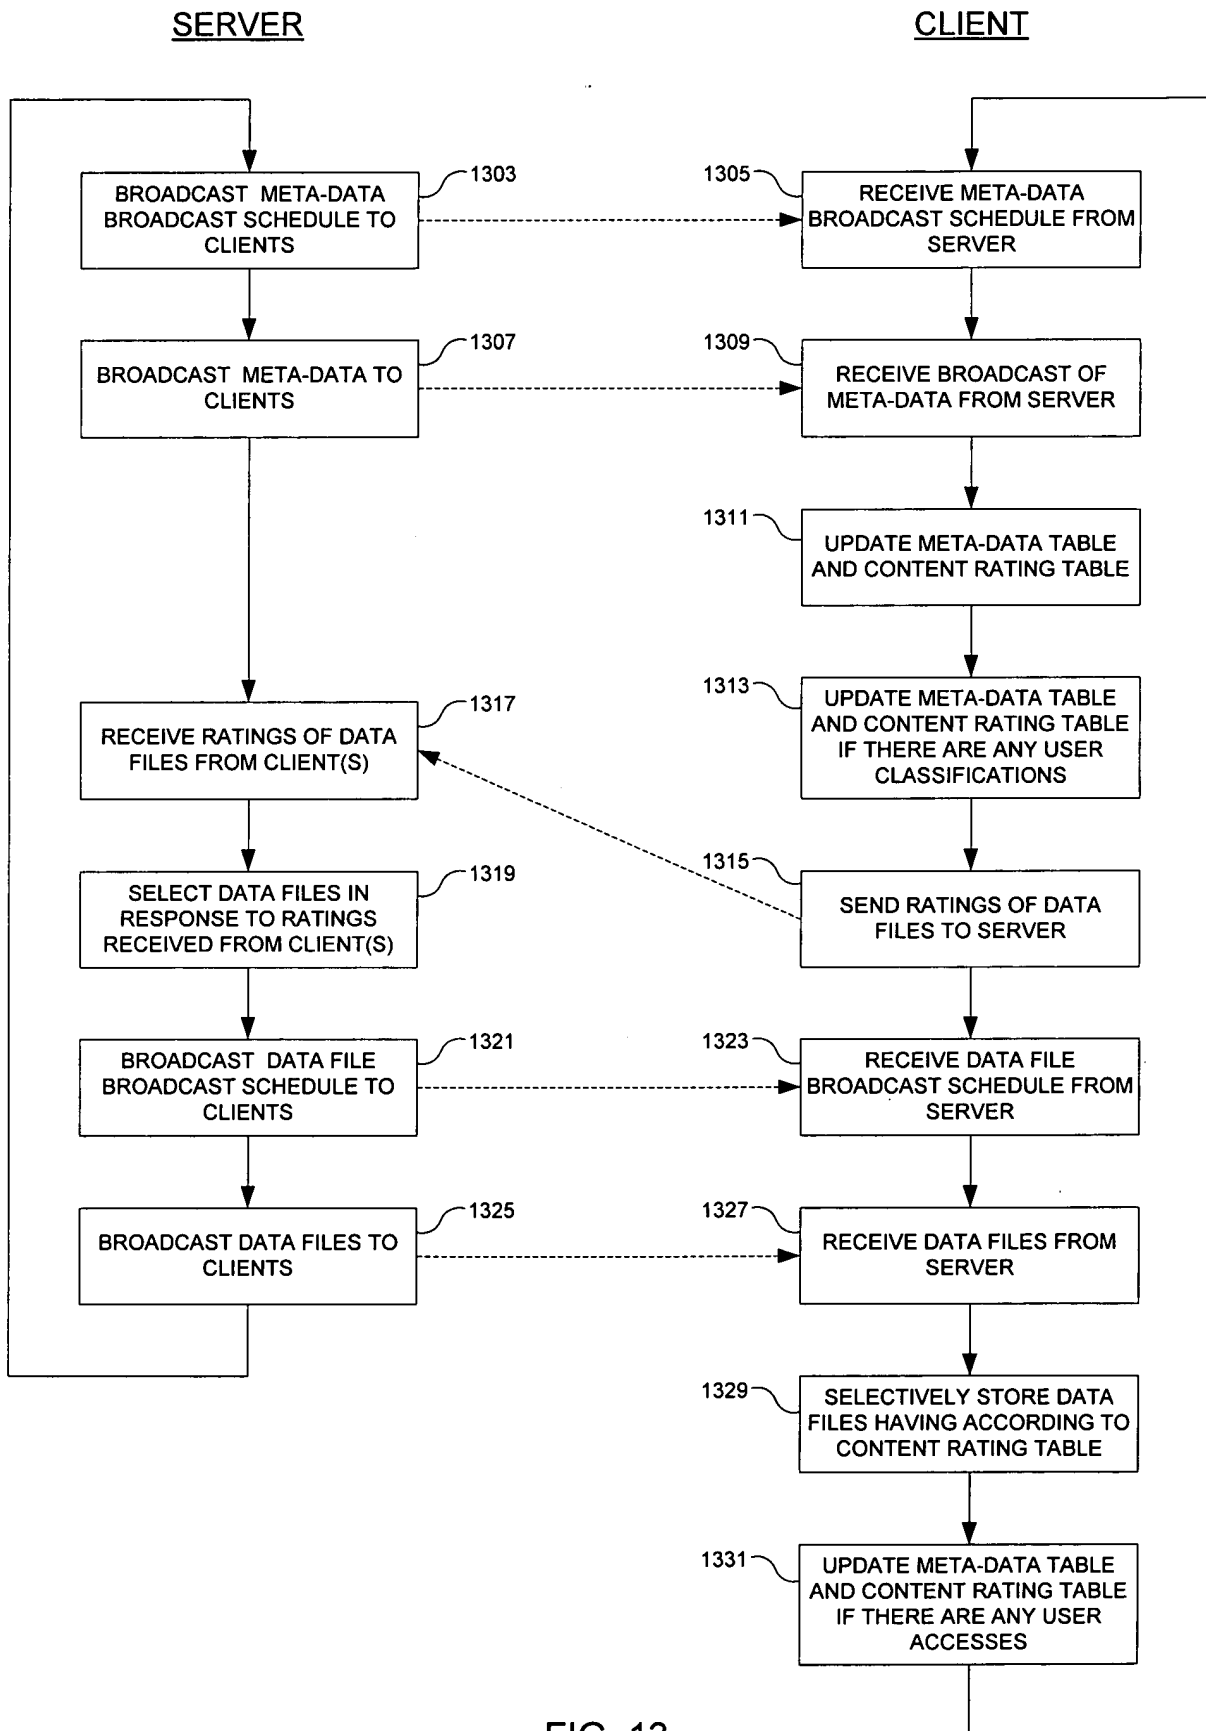 SERVER
CLIENT
1303
BROADCAST META-DATA
BROADCAST SCHEDULE TO
CLIENTS
1305
RECEIVE META-DATA
BROADCAST SCHEDULE FROM
SERVER
1307
BROADCAST META-DATA TO
CLIENTS
1309
RECEIVE BROADCAST OF
META-DATA FROM SERVER
1311
UPDATE META-DATA TABLE
AND CONTENT RATING TABLE
1313
UPDATE META-DATA TABLE
AND CONTENT RATING TABLE
IF THERE ARE ANY USER
CLASSIFICATIONS
1317
RECEIVE RATINGS OF DATA
FILES FROM CLIENT(S)
1315
SEND RATINGS OF DATA
FILES TO SERVER
1319
SELECT DATA FILES IN
RESPONSE TO RATINGS
RECEIVED FROM CLIENT(S)
1321
BROADCAST DATA FILE
BROADCAST SCHEDULE TO
CLIENTS
1323
RECEIVE DATA FILE
BROADCAST SCHEDULE FROM
SERVER
1325
BROADCAST DATA FILES TO
CLIENTS
1327
RECEIVE DATA FILES FROM
SERVER
1329
SELECTIVELY STORE DATA
FILES HAVING ACCORDING TO
CONTENT RATING TABLE
1331
UPDATE META-DATA TABLE
AND CONTENT RATING TABLE
IF THERE ARE ANY USER
ACCESSES
FIG. 13